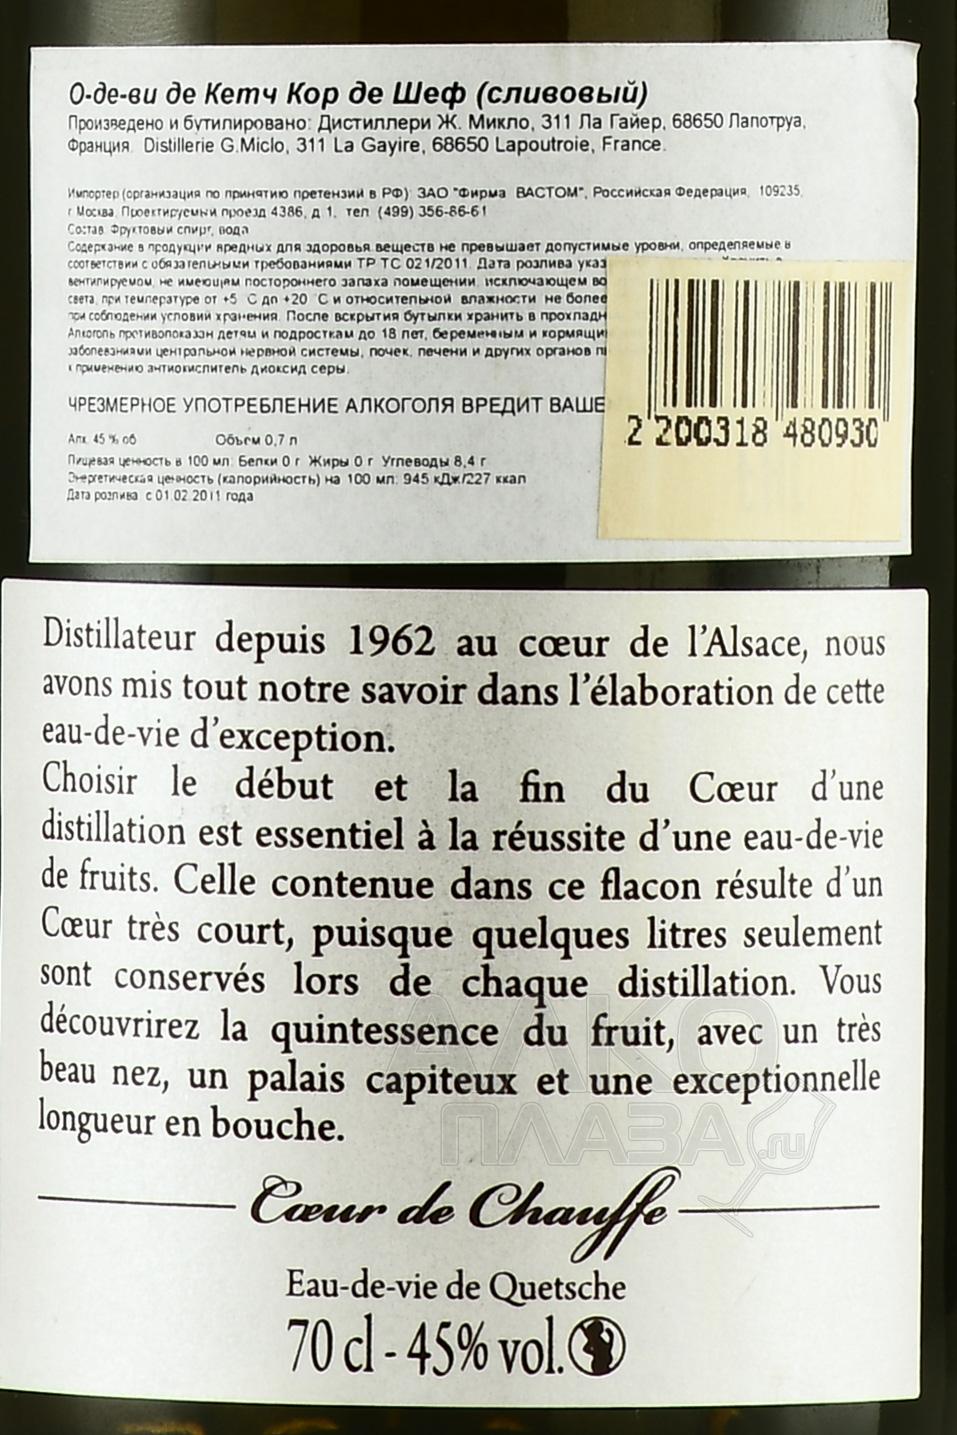 О-де-ви де Кетч Кор де Шеф (сливовый)
Произведено и бутилировано: Дистиллери Ж. Микло, 311 Ла Гайер, 68650 Лапотруа,
Франция. Distillerie G.Miclo, 311 La Gayire, 68650 Lapoutroie, France.
Импортер (организация по принятию претензий в РФ): ЗАО "Фирма ВАСТОМ", Российская Федерация, 109235,
г Москва, Проектируемый проезд 4386, д 1, тел (499) 356-86-61
Состав: Фруктовый спирт, вода
Содержание в продукции вредных для здоровья веществ не превышает допустимые уровни, определяемые в
соответствии с обязательными требованиями ТР ТС 021/2011. Дата розлива
вентилируемом, не имеющем постороннего запаха помещении, исключающем
света, при температуре от +5 С до +20 С и относительной влажности не более
при соблюдении условий хранения. После вскрытия бутылки хранить в
Алкоголь противопоказан детям и подросткам до 18 лет, беременным и
заболеваниями центральной нервной системы, почек, печени и других органов
к применению антиокислитель диоксид серы.
ЧРЕЗМЕРНОЕ УПОТРЕБЛЕНИЕ АЛКОГОЛЯ ВРЕДИТ
Алк. 45 % об Объем 0,7 л
Пищевая ценность в 100 мл: Белки 0 г Жиры 0 г Углеводы 8,4 г
Энергетическая ценность (калорийность) на 100 мл: 945 кДж/227 ккал
Дата розлива с 01.02.2011 года
2 200318 480930
Distillateur depuis 1962 au cœur de l'Alsace, nous
avons mis tout notre savoir dans l'élaboration de cette
eau-de-vie d'exception.
Choisir le début et la fin du Cœur d'une
distillation est essentiel à la réussite d'une eau-de-vie
de fruits. Celle contenue dans ce flacon résulte d'un
Cœur très court, puisque quelques litres seulement
sont conservés lors de chaque distillation. Vous
découvrirez la quintessence du fruit, avec un très
beau nez, un palais capiteux et une exceptionnelle
longueur en bouche.
Cœur de Chauffe
Eau-de-vie de Quetsche
70 cl - 45% vol.
АЛКО
ПЛАЗА.ru